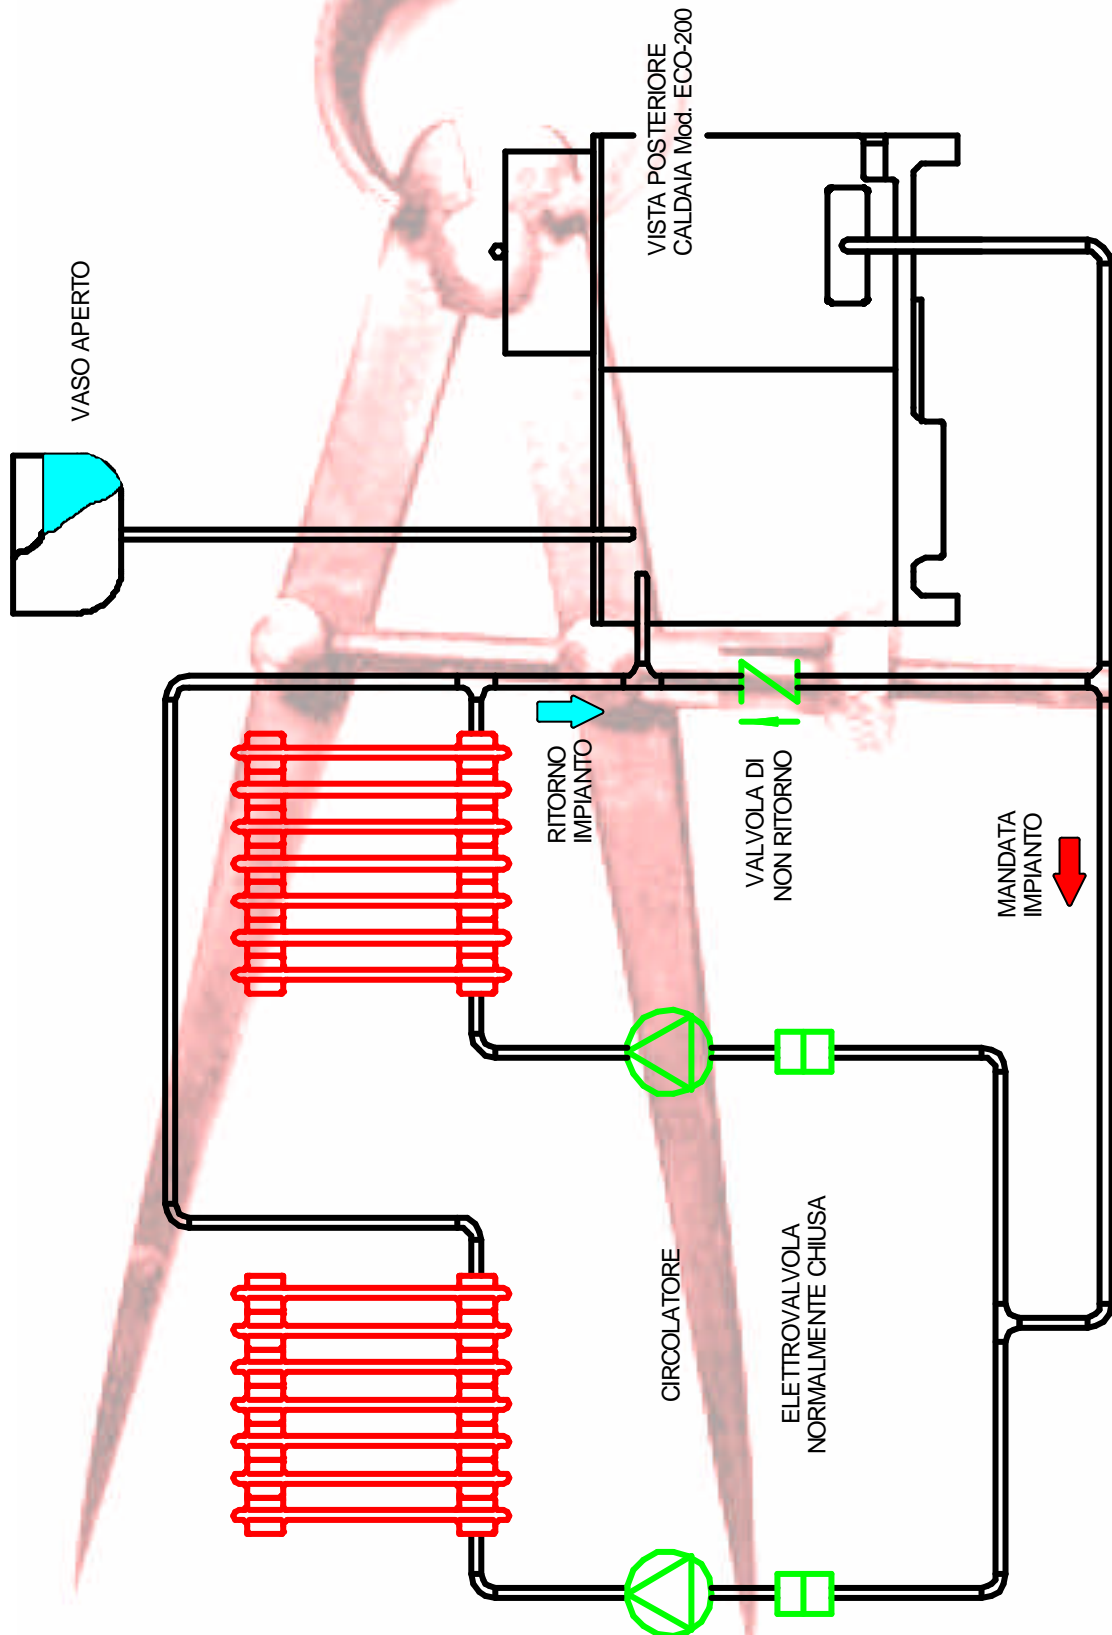 VASO APERTO
VISTA POSTERIORE
CALDAIA Mod. ECO-200
RITORNO
IMPIANTO
VALVOLA DI
NON RITORNO
MANDATA
IMPIANTO
CIRCOLATORE
ELETTROVALVOLA
NORMALMENTE CHIUSA